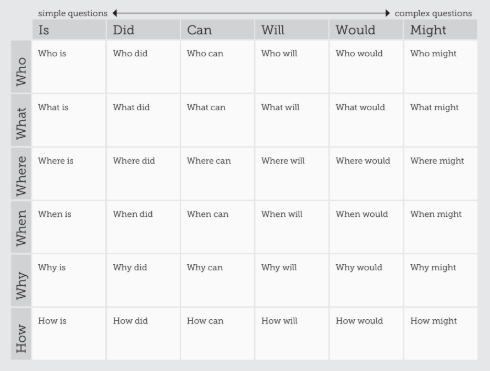 simple questions complex questions
Is Did Can Will Would Might
Who Who is Who did Who can Who will Who would Who might
What What is What did What can What will What would What might
Where Where is Where did Where can Where will Where would Where might
When When is When did When can When will When would When might
Why Why is Why did Why can Why will Why would Why might
How How is How did How can How will How would How might